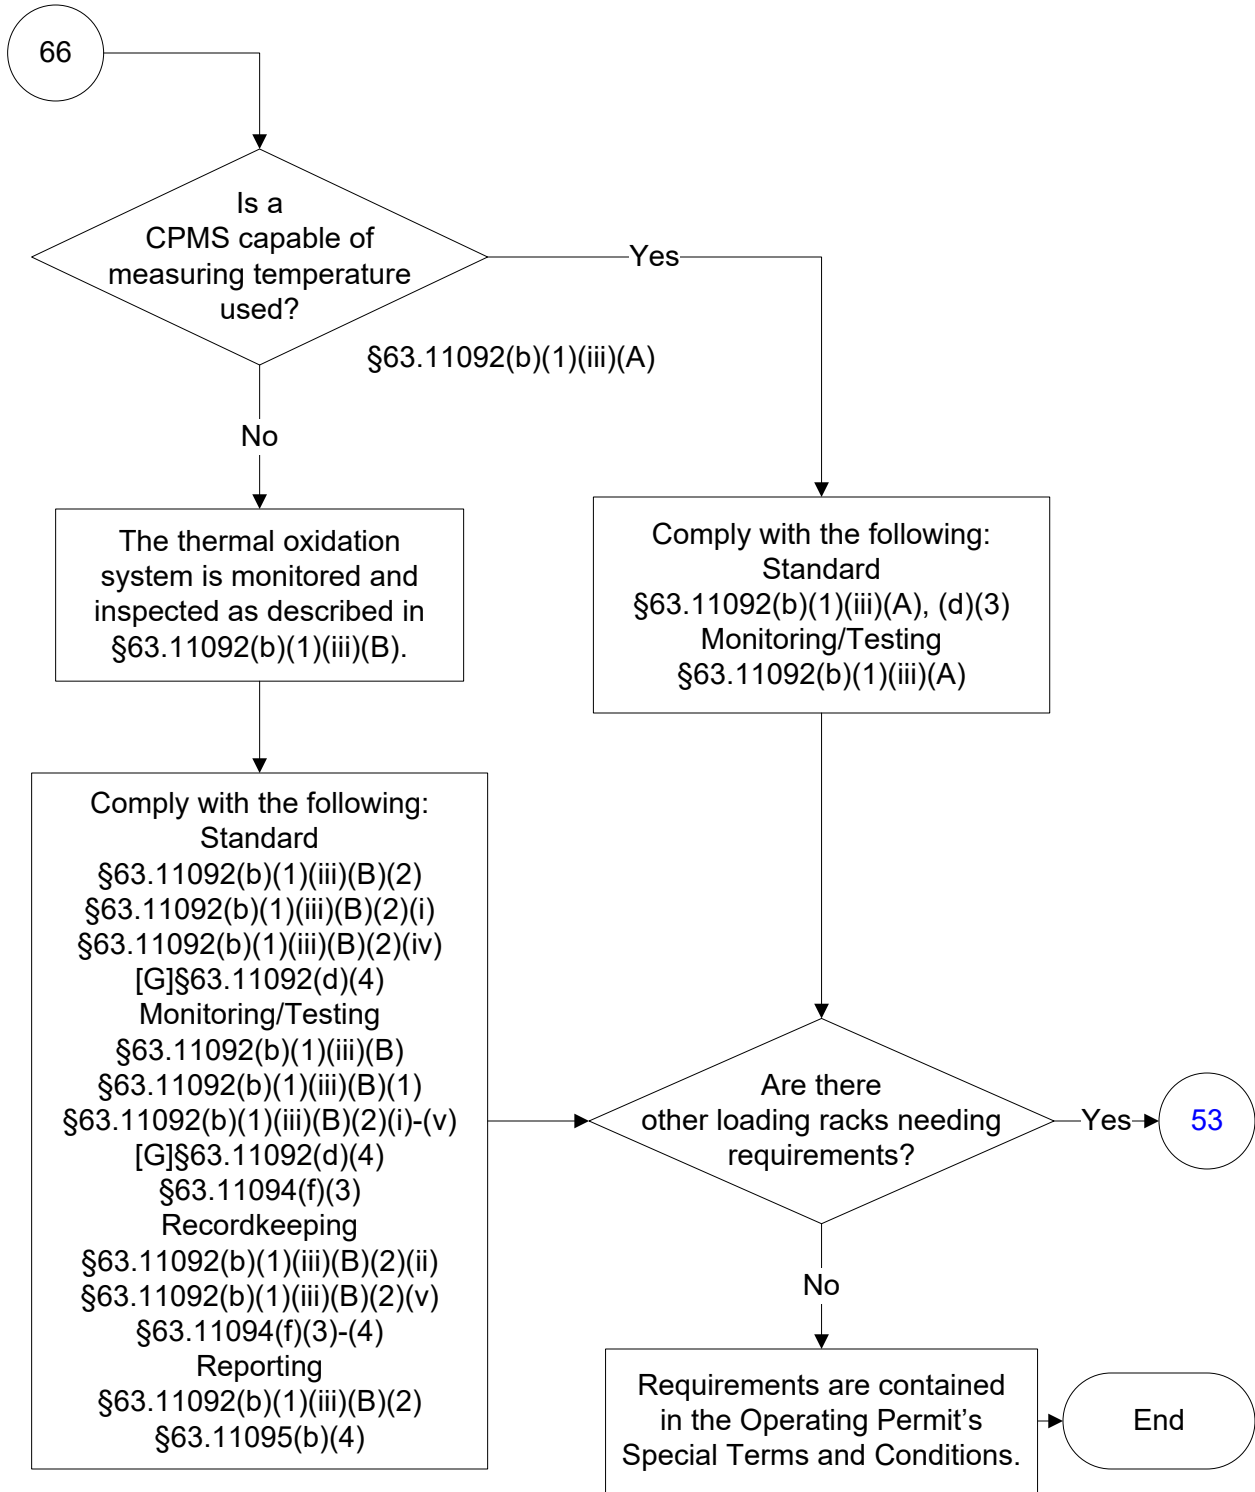 66
Is a
CPMS capable of
measuring temperature
used?
Yes
§63.11092(b)(1)(iii)(A)
No
The thermal oxidation
system is monitored and
inspected as described in
§63.11092(b)(1)(iii)(B).
Comply with the following:
Standard
§63.11092(b)(1)(iii)(A), (d)(3)
Monitoring/Testing
§63.11092(b)(1)(iii)(A)
Comply with the following:
Standard
§63.11092(b)(1)(iii)(B)(2)
§63.11092(b)(1)(iii)(B)(2)(i)
§63.11092(b)(1)(iii)(B)(2)(iv)
[G]§63.11092(d)(4)
Monitoring/Testing
§63.11092(b)(1)(iii)(B)
§63.11092(b)(1)(iii)(B)(1)
§63.11092(b)(1)(iii)(B)(2)(i)-(v)
[G]§63.11092(d)(4)
§63.11094(f)(3)
Recordkeeping
§63.11092(b)(1)(iii)(B)(2)(ii)
§63.11092(b)(1)(iii)(B)(2)(v)
§63.11094(f)(3)-(4)
Reporting
§63.11092(b)(1)(iii)(B)(2)
§63.11095(b)(4)
Are there
other loading racks needing
requirements?
Yes
53
No
Requirements are contained
in the Operating Permit's
Special Terms and Conditions.
End